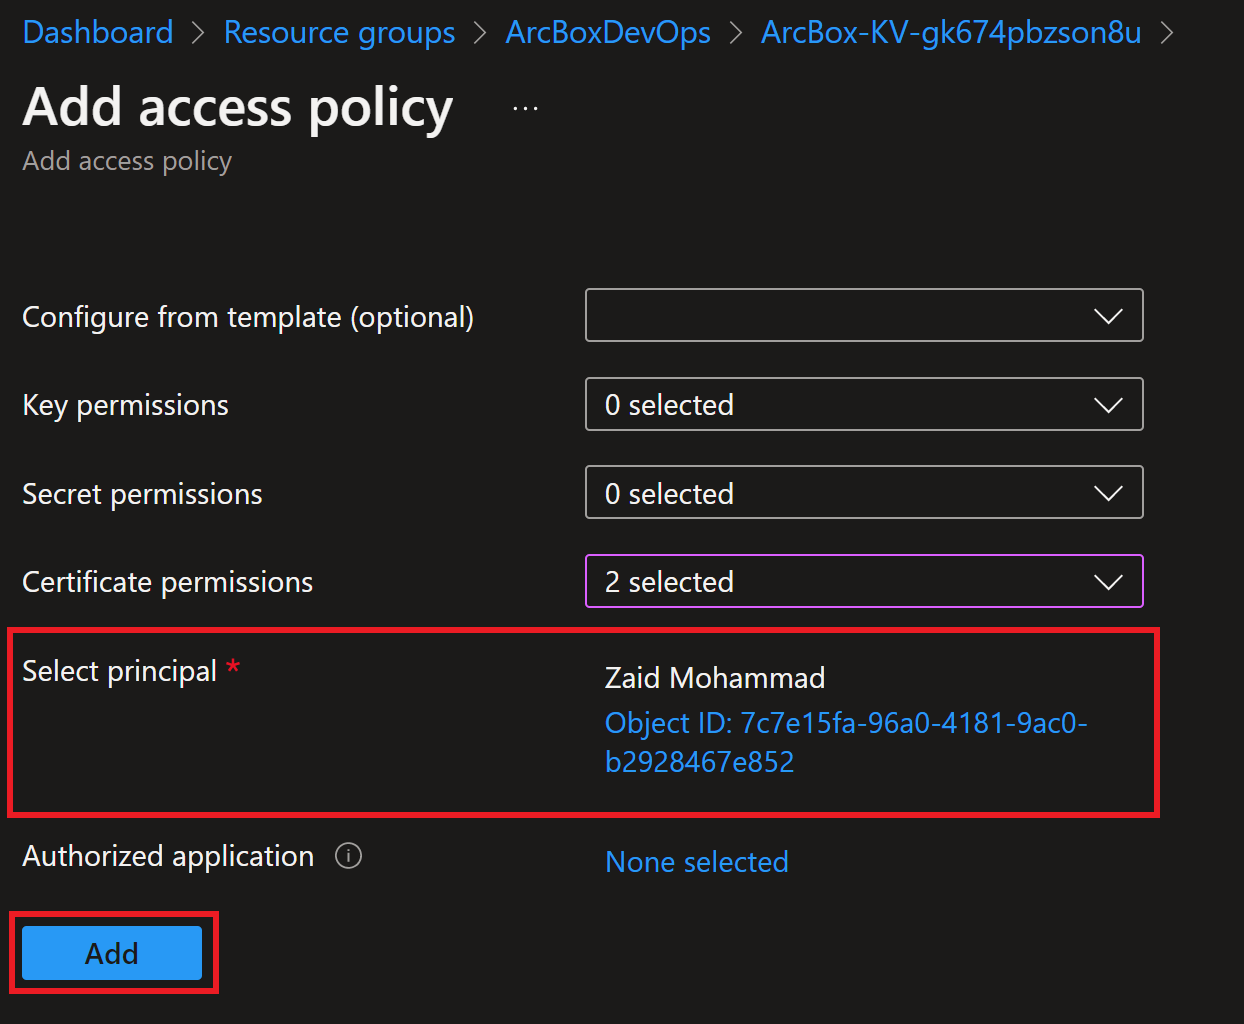 Dashboard > Resource groups > ArcBoxDevOps > ArcBox-KV-gk674pbzson8u >
Add access policy ...
Add access policy
Configure from template (optional)
Key permissions 0 selected
Secret permissions 0 selected
Certificate permissions 2 selected
Select principal * Zaid Mohammad
Object ID: 7c7e15fa-96a0-4181-9ac0-
b2928467e852
Authorized application None selected
Add